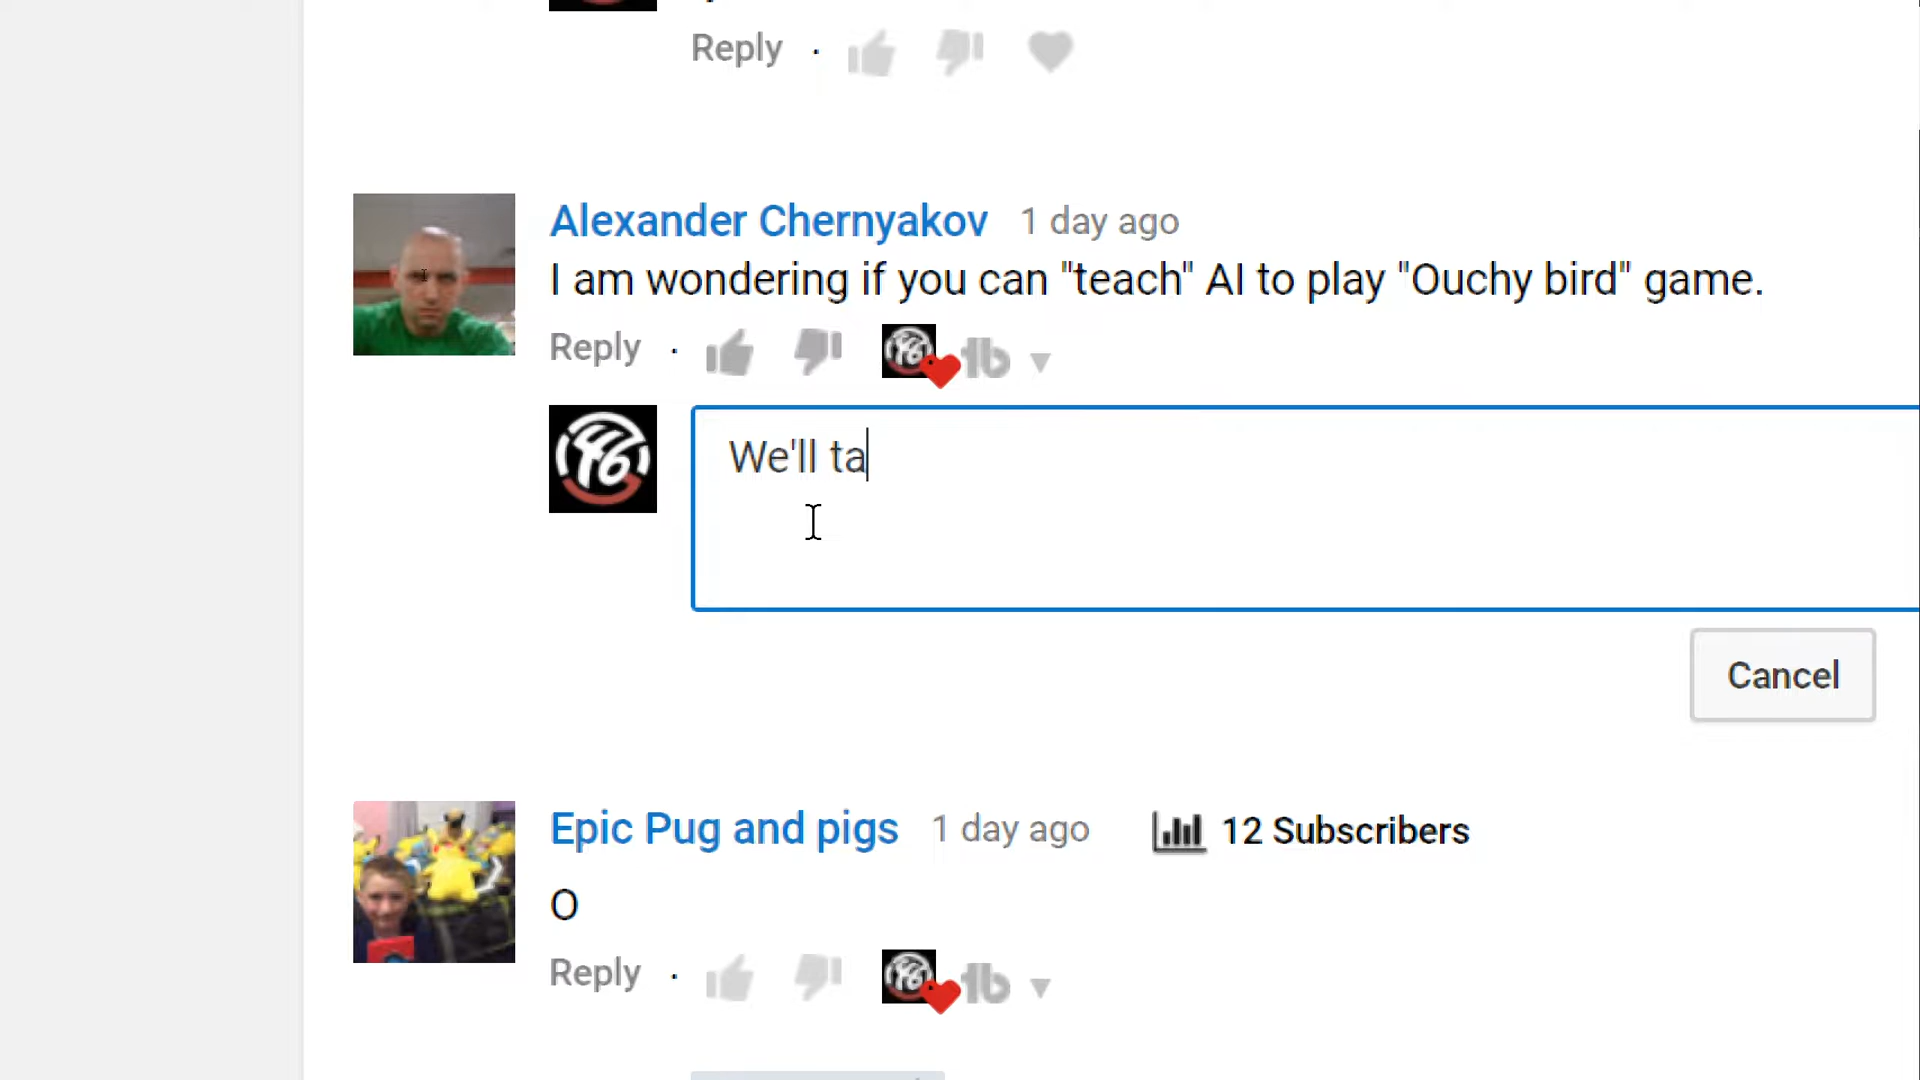 Reply ·
Alexander Chernyakov 1 day ago
I am wondering if you can "teach" AI to play "Ouchy bird" game.
Reply ·
We'll ta
Cancel
Epic Pug and pigs 1 day ago 12 Subscribers
O
Reply ·